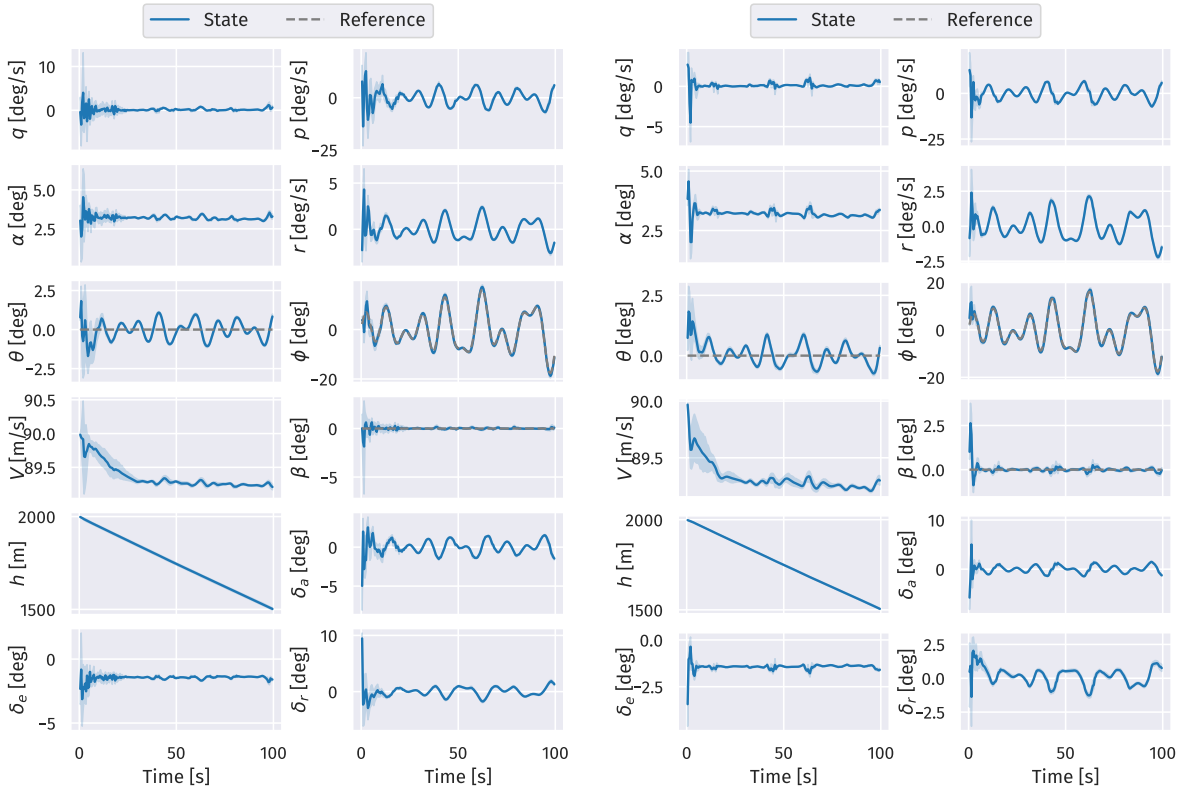 State Reference
10
0
q [deg/s]
0
−25
p [deg/s]
5.0
2.5
α [deg]
5
0
r [deg/s]
2.5
0.0
−2.5
θ [deg]
0
−20
ϕ [deg]
90.5
90.0
89.5
V [m/s]
0
−5
β [deg]
2000
1500
h [m]
0
−5
δa [deg]
0
−5
δe [deg]
10
0
δr [deg]
0 50 100
Time [s]
0 50 100
Time [s]
State Reference
0
−5
q [deg/s]
0
−25
p [deg/s]
5.0
2.5
α [deg]
2.5
0.0
−2.5
r [deg/s]
2.5
0.0
θ [deg]
20
0
−20
ϕ [deg]
90.0
89.5
V [m/s]
2.5
0.0
β [deg]
2000
1500
h [m]
10
0
δa [deg]
0.0
−2.5
δe [deg]
2.5
0.0
−2.5
δr [deg]
0 50 100
Time [s]
0 50 100
Time [s]